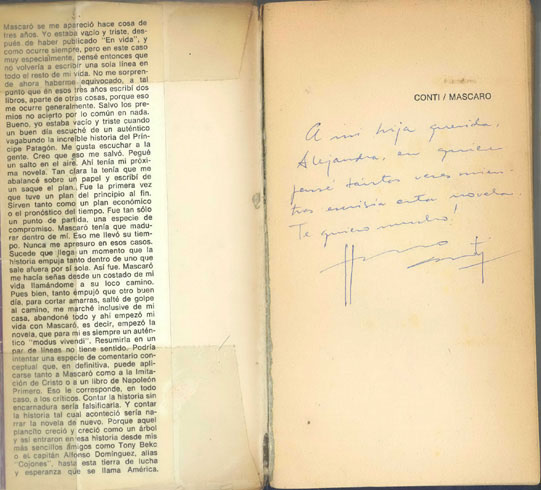 Mascaró se me apareció hace cosa de
tres años. Yo estaba vacío y triste, des-
pués de haber publicado "En vida", y
como ocurre siempre, pero en este caso
muy especialmente, pensé entonces que
no volvería a escribir una sola línea en
todo el resto de mi vida. No me sorpren-
de ahora haberme equivocado, a tal
punto que en esos tres años escribí dos
libros, aparte de otras cosas, porque eso
me ocurre generalmente. Salvo los pre-
mios no acierto por lo común en nada.
Bueno, yo estaba vacío y triste cuando
un buen día escuché de un auténtico
vagabundo la increíble historia del Prín-
cipe Patagón. Me gusta escuchar a la
gente. Creo que eso me salvó. Pegué
un salto en el aire. Ahí tenía mi próxi-
ma novela. Tan clara la tenía que me
abalancé sobre un papel y escribí de
un saque el plan. Fue la primera vez
que tuve un plan del principio al fin.
Sirven tanto como un plan económico
o el pronóstico del tiempo. Fue tan sólo
un punto de partida, una especie de
compromiso. Mascaró tenía que madu-
rar dentro de mí. Eso me llevó su tiem-
po. Nunca me apresuro en esos casos.
Sucede que llega un momento que la
historia empuja tanto dentro de uno que
sale afuera por sí sola. Así fue. Mascaró
me hacía señas desde un costado de mi
vida llamándome a su loco camino.
Pues bien, tanto empujó que otro buen
día, para cortar amarras, salté de golpe
al camino, me marché inclusive de mi
casa, abandoné todo y ahí empezó mi
vida con Mascaró, es decir, empezó la
novela, que para mí es siempre un autén-
tico "modus vivendi". Resumirla en un
par de líneas no tiene sentido. Podría
intentar una especie de comentario con-
ceptual que, en definitiva, puede apli-
carse tanto a Mascaró como a la Imita-
ción de Cristo o a un libro de Napoleón
Primero. Eso le corresponde, en todo
caso, a los críticos. Contar la historia sin
encarnadura sería falsificarla. Y contar
la historia tal cual aconteció sería na-
rrar la novela de nuevo. Porque aquel
plancito creció y creció como un árbol
y así entraron en esa historia desde mis
más sencillos amigos como Tony Beko
o el capitán Alfonso Domínguez, alias
"Cojones", hasta esta tierra de lucha
y esperanza que se llama América.
CONTI / MASCARO
A mi hija querida,
Alejandra, en quien
pensé tantas veces mien-
tras escribía esta novela.
Te quiero mucho!